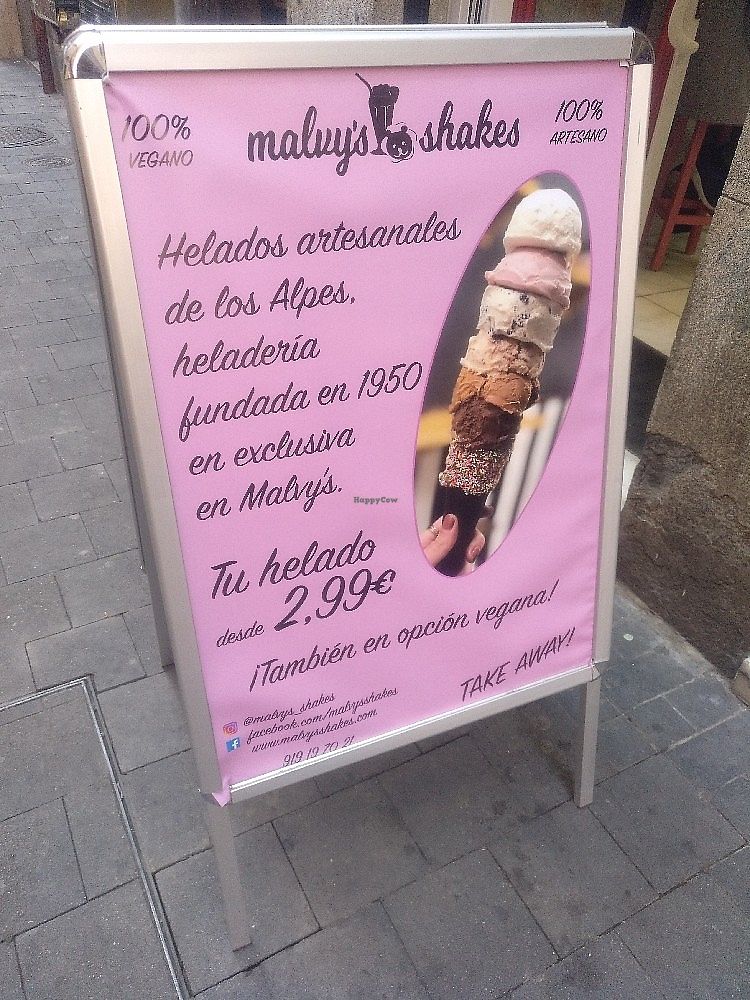 100%
VEGANO
malvy's shakes
100%
ARTESANO
Helados artesanales
de los Alpes,
heladería
fundada en 1950
en exclusiva
en Malvy's.
Tu helado
desde 2.99€
¡También en opción vegana!
TAKE AWAY!
@malvys_shakes
facebook.com/malvysshakes
www.malvysshakes.com
919 19 70 21
HappyCow